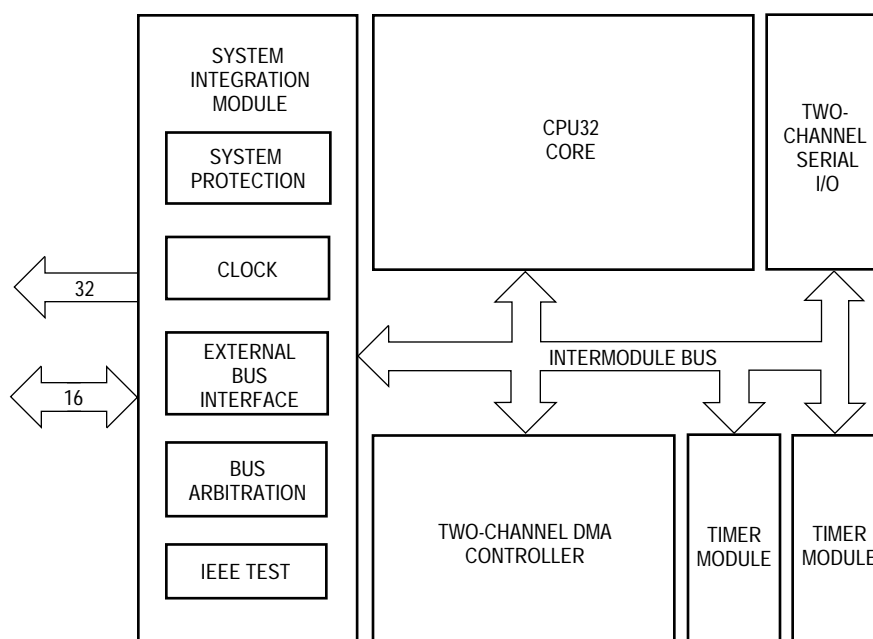 SYSTEM
INTEGRATION
MODULE
SYSTEM
PROTECTION
CLOCK
EXTERNAL
BUS
INTERFACE
BUS
ARBITRATION
IEEE TEST
32
16
CPU32
CORE
TWO-
CHANNEL
SERIAL
I/O
INTERMODULE BUS
TWO-CHANNEL DMA
CONTROLLER
TIMER
MODULE
TIMER
MODULE